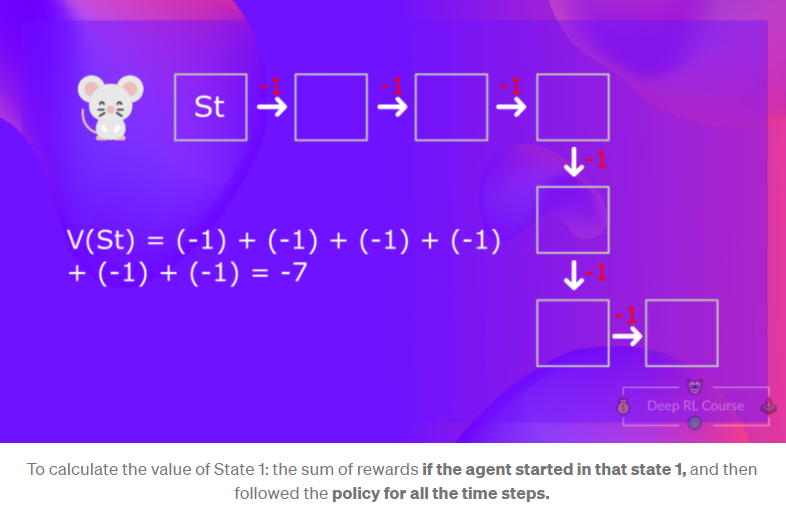 -1 -1 -1
St
-1
V(St) = (-1) + (-1) + (-1) + (-1)
+ (-1) + (-1) = -7
-1
-1
Deep RL Course
To calculate the value of State 1: the sum of rewards if the agent started in that state 1, and then
followed the policy for all the time steps.